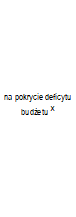 na pokrycie deficytu
budżetu x